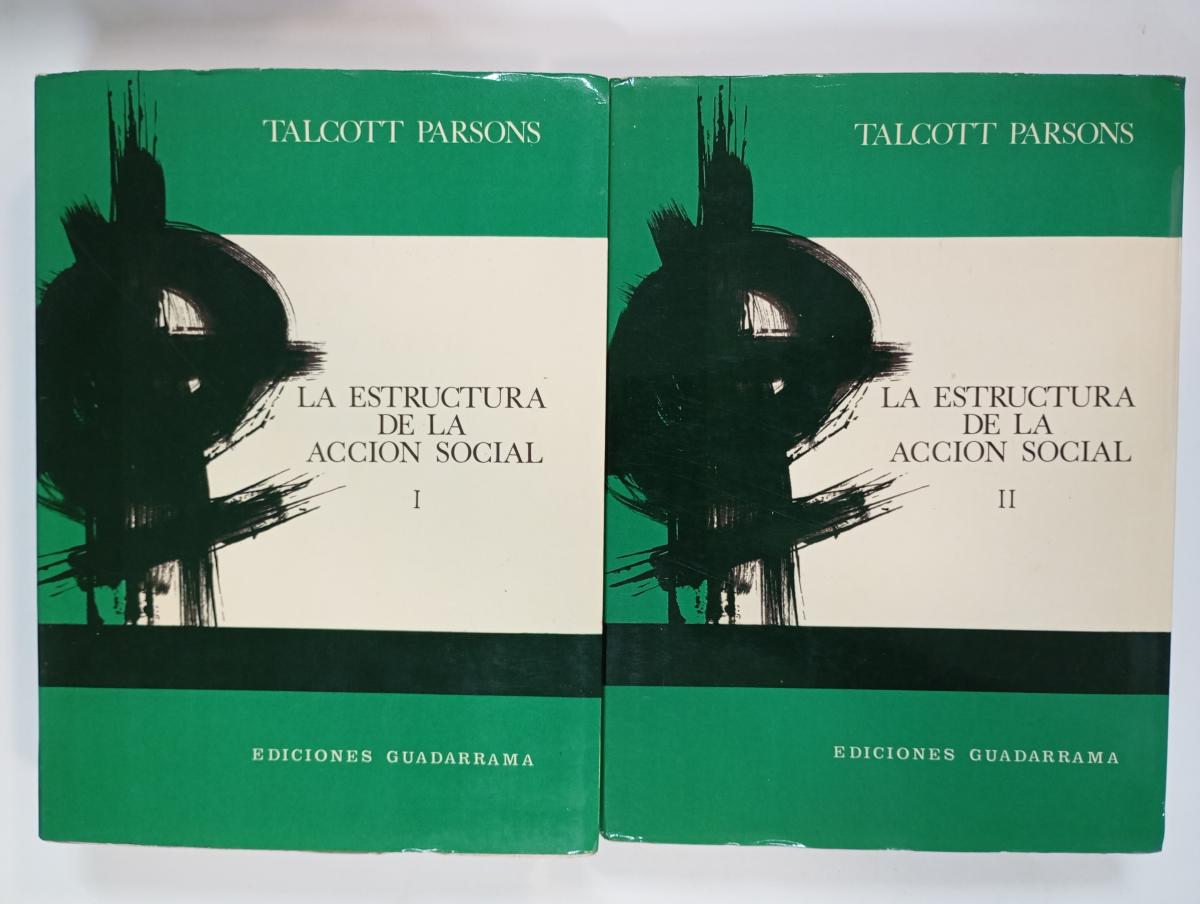 TALCOTT PARSONS
LA ESTRUCTURA
DE LA
ACCION SOCIAL
I
EDICIONES GUADARRAMA
TALCOTT PARSONS
LA ESTRUCTURA
DE LA
ACCION SOCIAL
II
EDICIONES GUADARRAMA